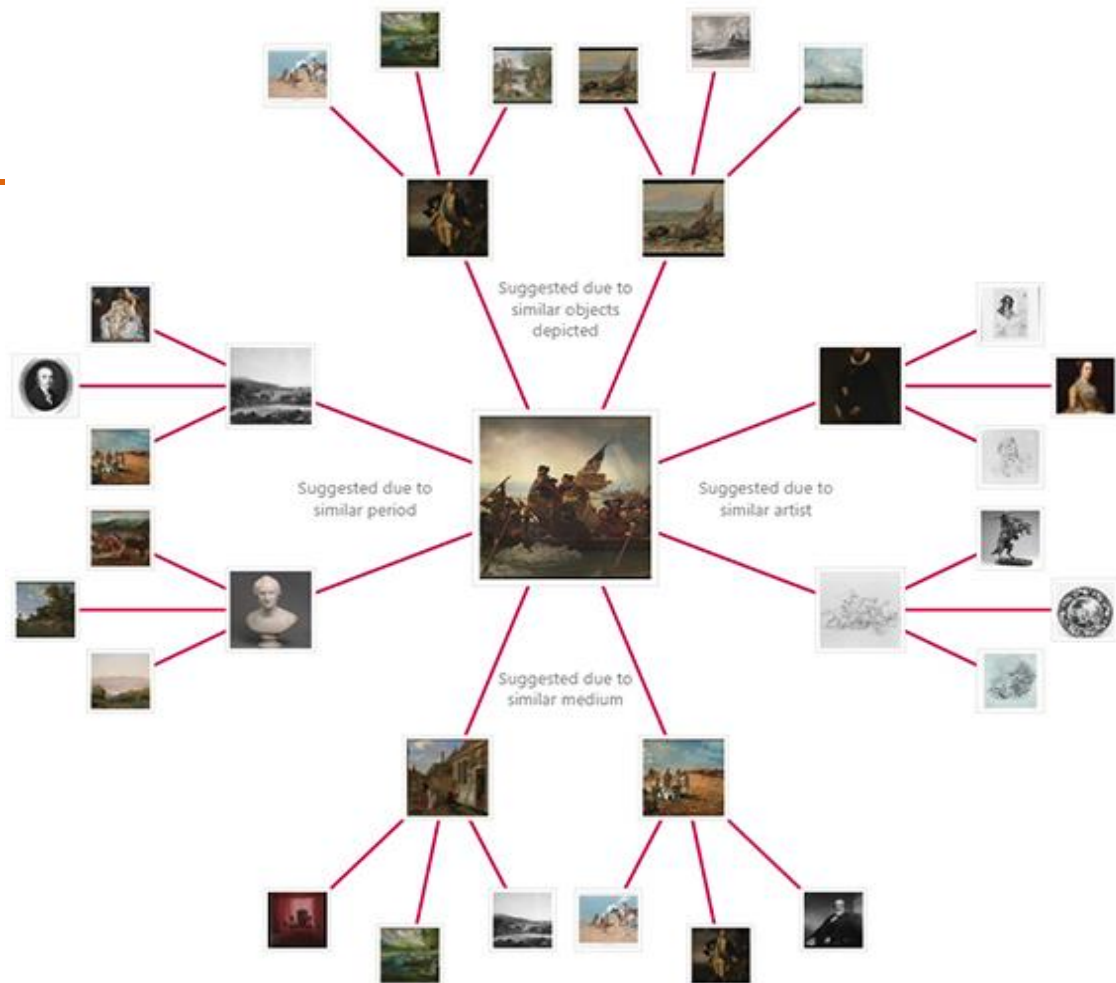 Suggested due to
similar objects
depicted
Suggested due to
similar period
Suggested due to
similar artist
Suggested due to
similar medium